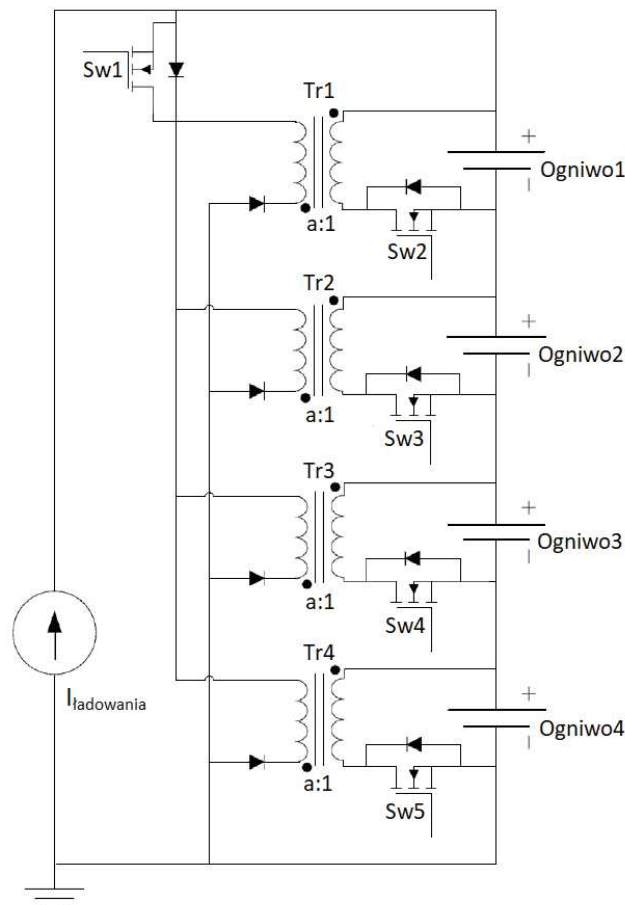 Sw1
Tr1
+
Ogniwo1
a:1
Sw2
Tr2
+
Ogniwo2
a:1
Sw3
Tr3
+
Ogniwo3
a:1
Sw4
Tr4
+
Ogniwo4
Iładowania
a:1
Sw5